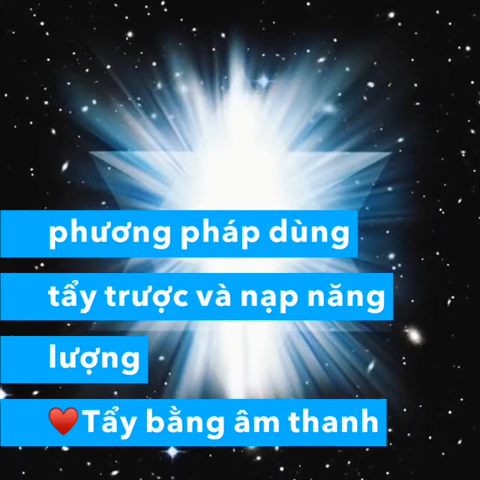 phương pháp dùng
tẩy trược và nạp năng
lượng
❤️Tẩy bằng âm thanh